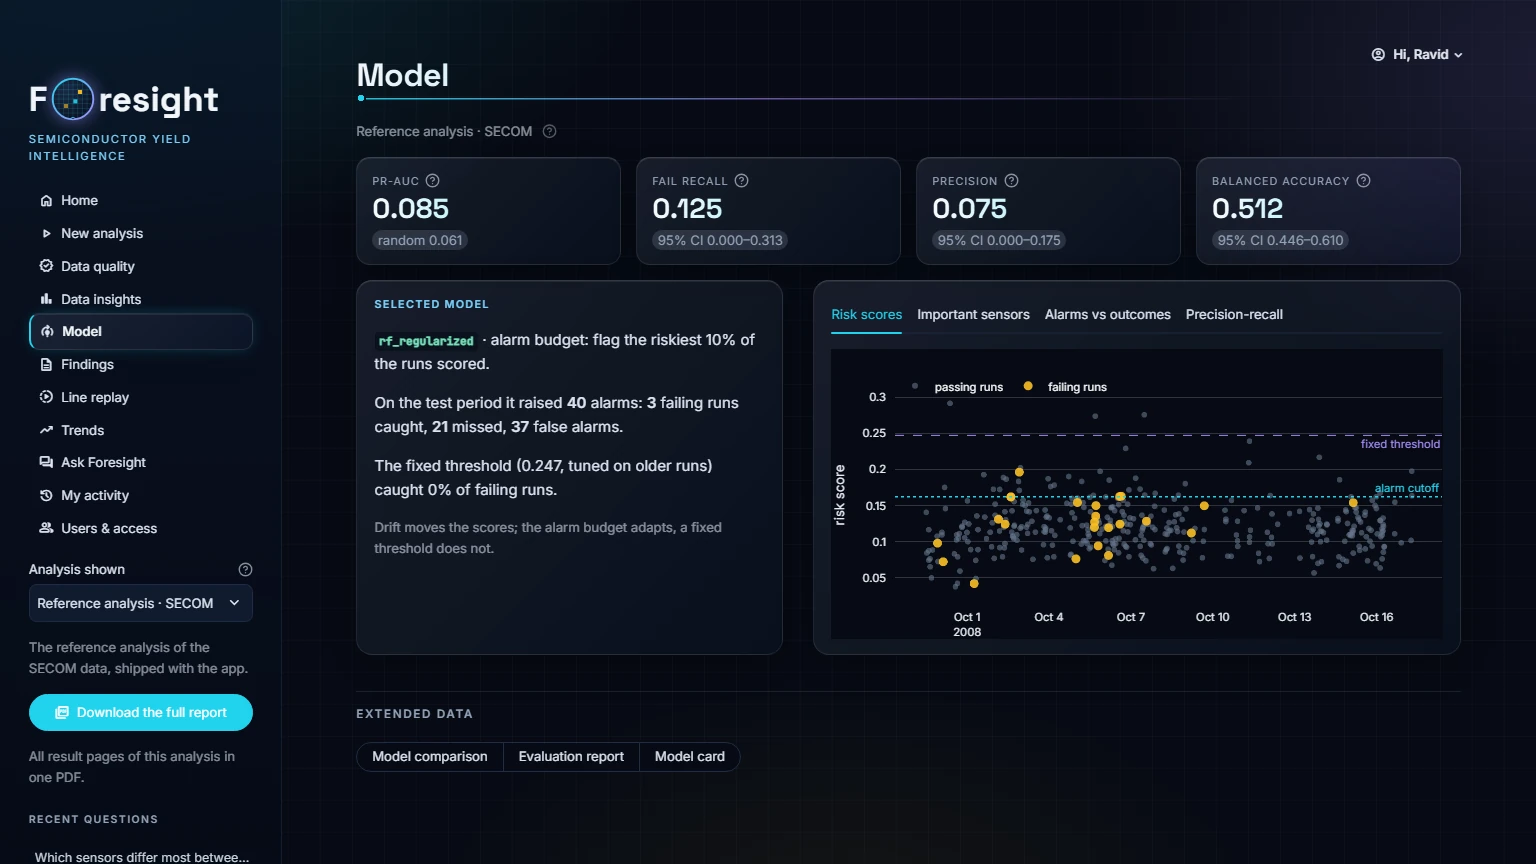 Foresight
SEMICONDUCTOR YIELD
INTELLIGENCE
Home
New analysis
Data quality
Data insights
Model
Findings
Line replay
Trends
Ask Foresight
My activity
Users & access
Analysis shown
Reference analysis · SECOM
The reference analysis of the
SECOM data, shipped with the app.
Download the full report
All result pages of this analysis in
one PDF.
RECENT QUESTIONS
Which sensors differ most betwee...
Hi, Ravid
Model
Reference analysis · SECOM
PR-AUC
0.085
random 0.061
FAIL RECALL
0.125
95% CI 0.000–0.313
PRECISION
0.075
95% CI 0.000–0.175
BALANCED ACCURACY
0.512
95% CI 0.446–0.610
SELECTED MODEL
rf_regularized · alarm budget: flag the riskiest 10% of
the runs scored.
On the test period it raised 40 alarms: 3 failing runs
caught, 21 missed, 37 false alarms.
The fixed threshold (0.247, tuned on older runs)
caught 0% of failing runs.
Drift moves the scores; the alarm budget adapts, a fixed
threshold does not.
Risk scores Important sensors Alarms vs outcomes Precision-recall
passing runs failing runs
0.3
0.25
fixed threshold
0.2
alarm cutoff
0.15
0.1
0.05
risk score
Oct 1 Oct 4 Oct 7 Oct 10 Oct 13 Oct 16
2008
EXTENDED DATA
Model comparison Evaluation report Model card